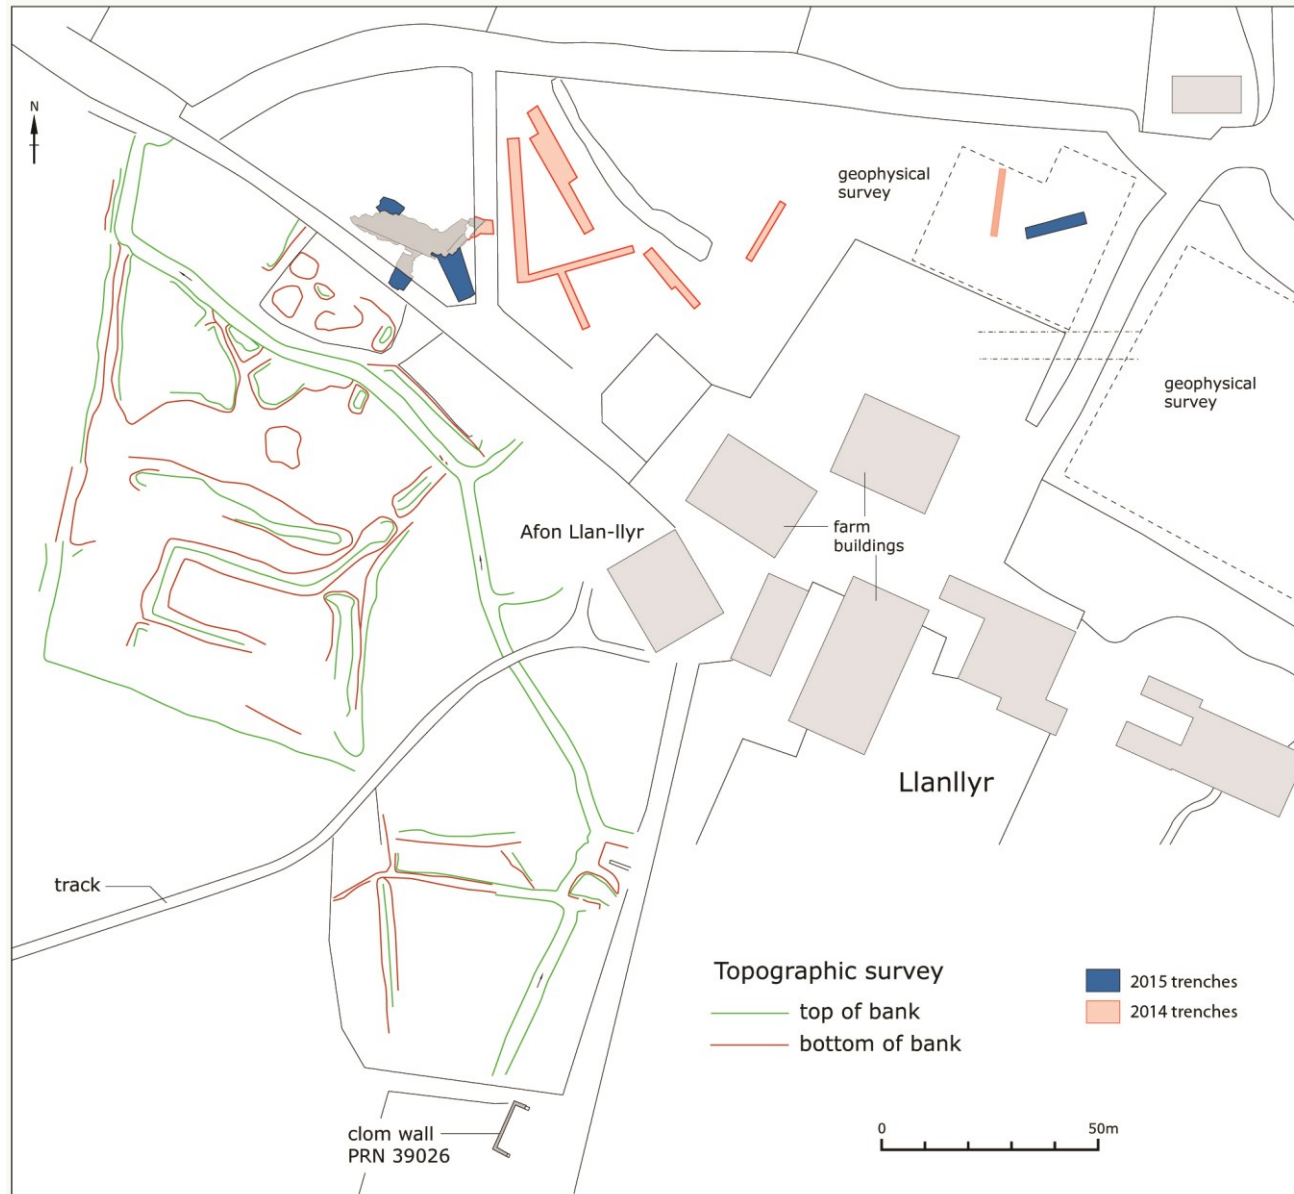 N
geophysical
survey
geophysical
survey
Afon Llan-llyr
farm
buildings
Llanllyr
track
Topographic survey
top of bank
bottom of bank
2015 trenches
2014 trenches
clom wall
PRN 39026
0 50m